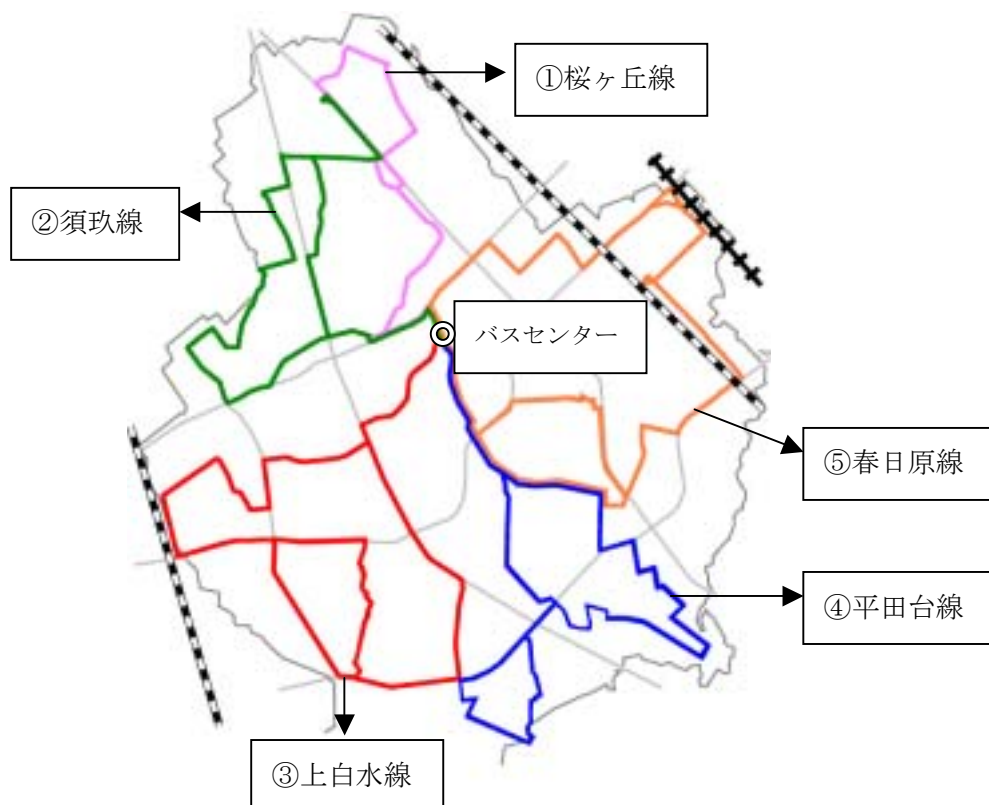 ①桜ヶ丘線
②須玖線
バスセンター
⑤春日原線
④平田台線
③上白水線